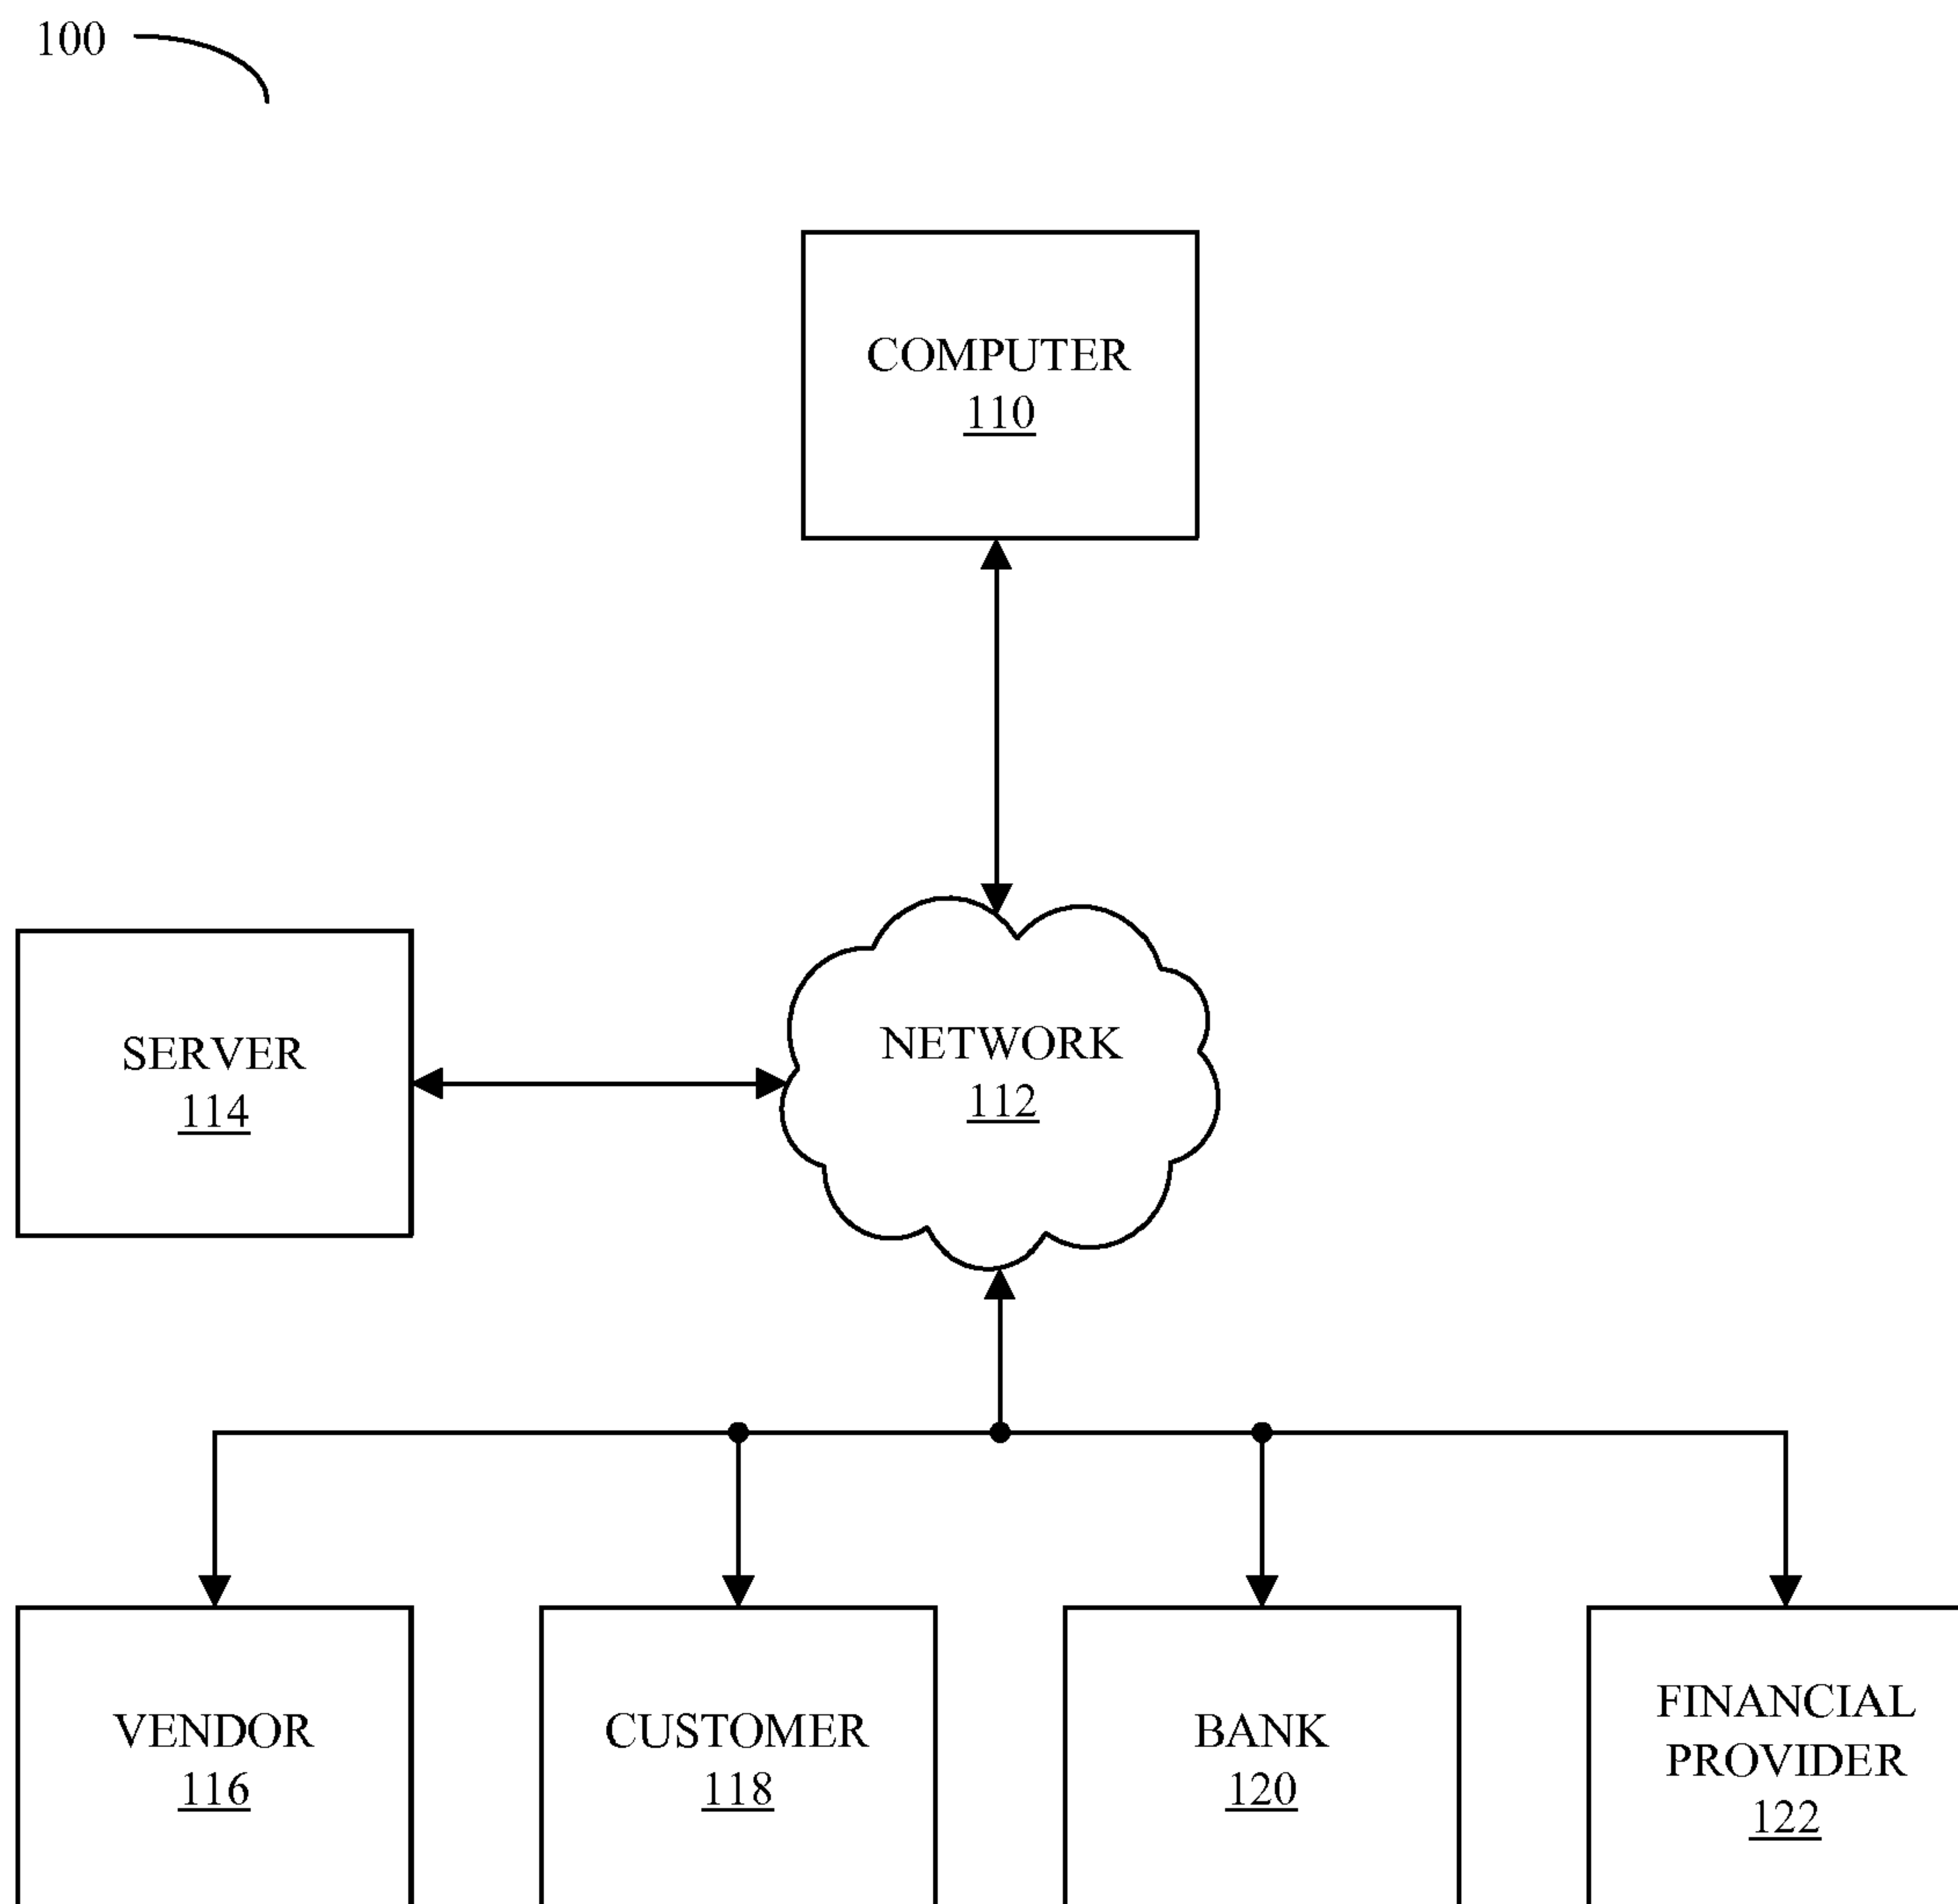 100
COMPUTER
110
NETWORK
112
SERVER
114
VENDOR
116
CUSTOMER
118
BANK
120
FINANCIAL
PROVIDER
122